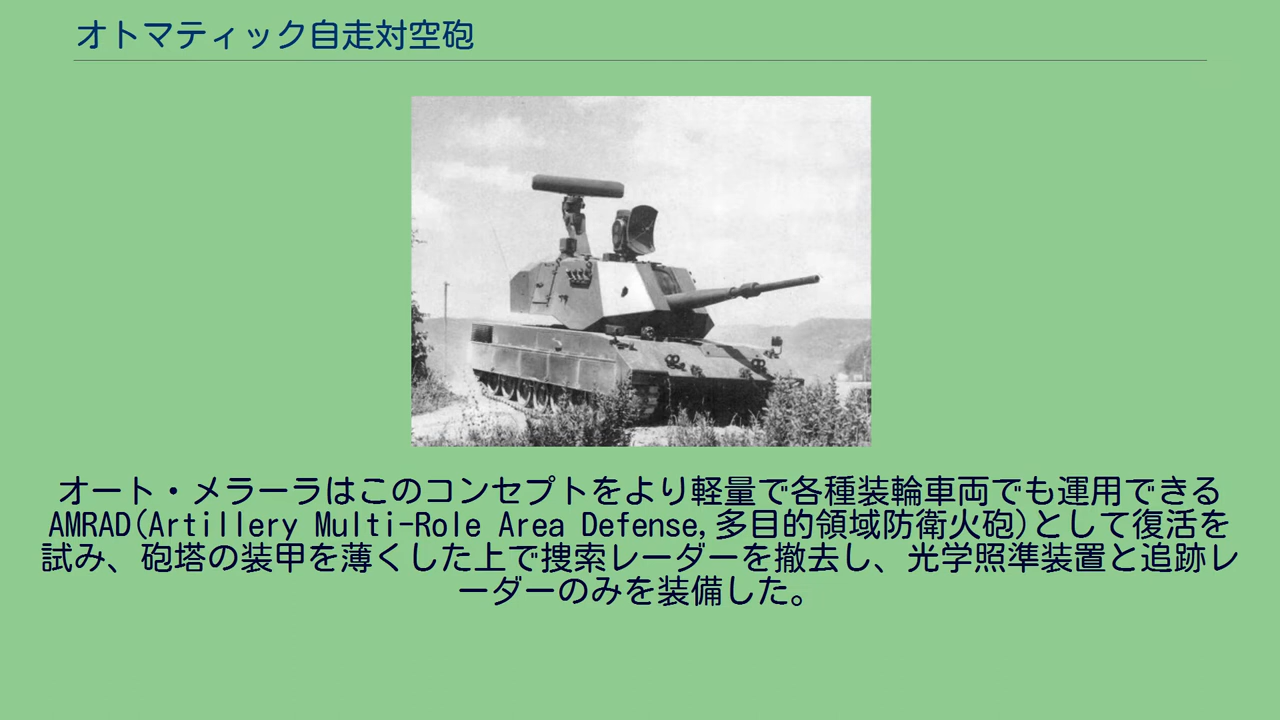 オトマティック自走対空砲
オート・メラーラはこのコンセプトをより軽量で各種装輪車両でも運用できる
AMRAD(Artillery Multi-Role Area Defense,多目的領域防衛火砲)として復活を
試み、砲塔の装甲を薄くした上で捜索レーダーを撤去し、光学照準装置と追跡レ
ーダーのみを装備した。